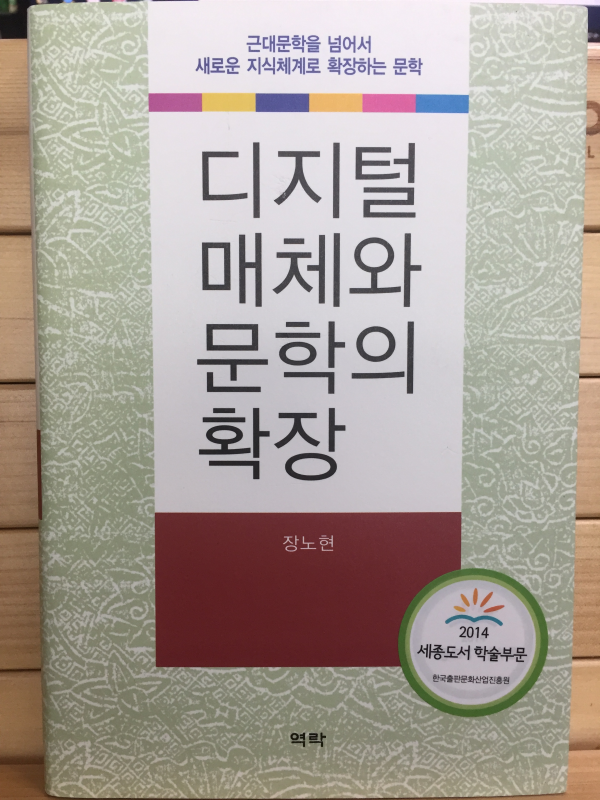 근대문학을 넘어서
새로운 지식체계로 확장하는 문학
디지털
매체와
문학의
확장
장노현
2014
세종도서 학술부문
한국출판문화산업진흥원
역락